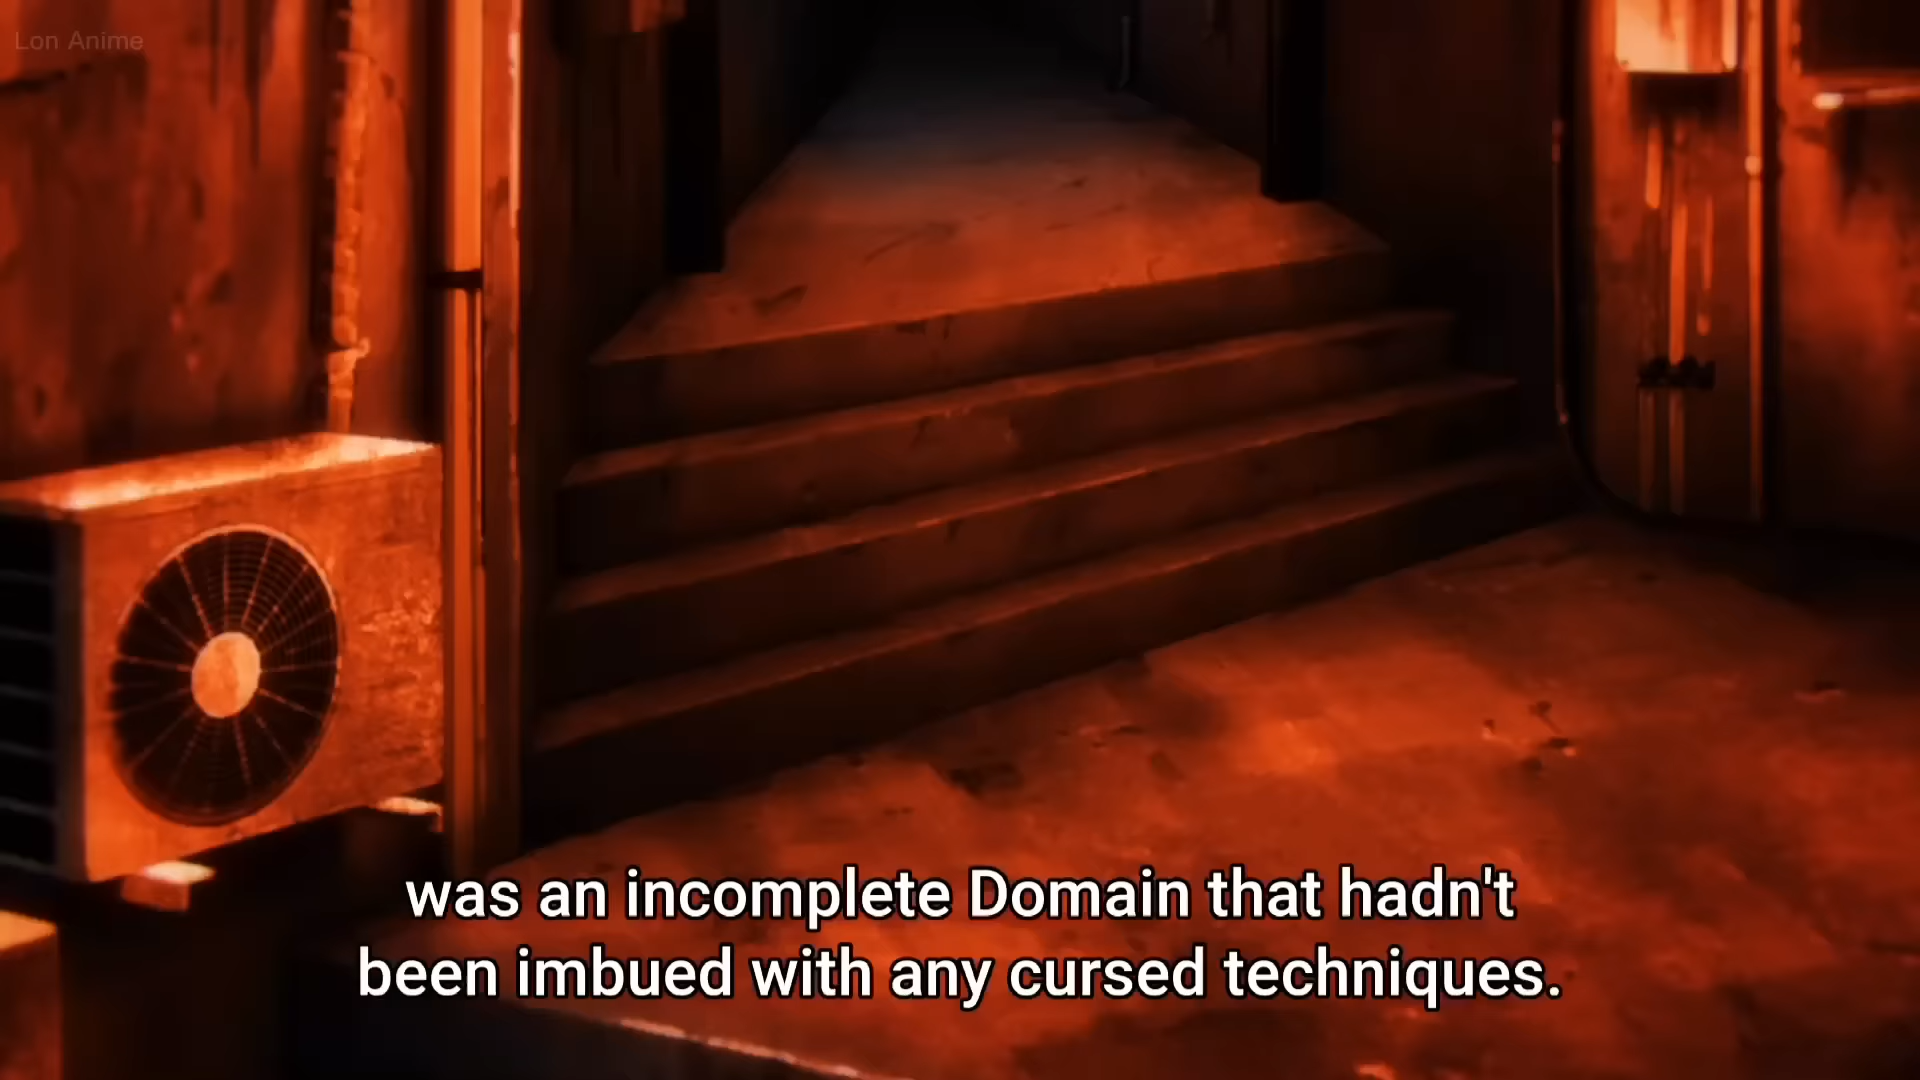 Lon Anime
was an incomplete Domain that hadn't
been imbued with any cursed techniques.